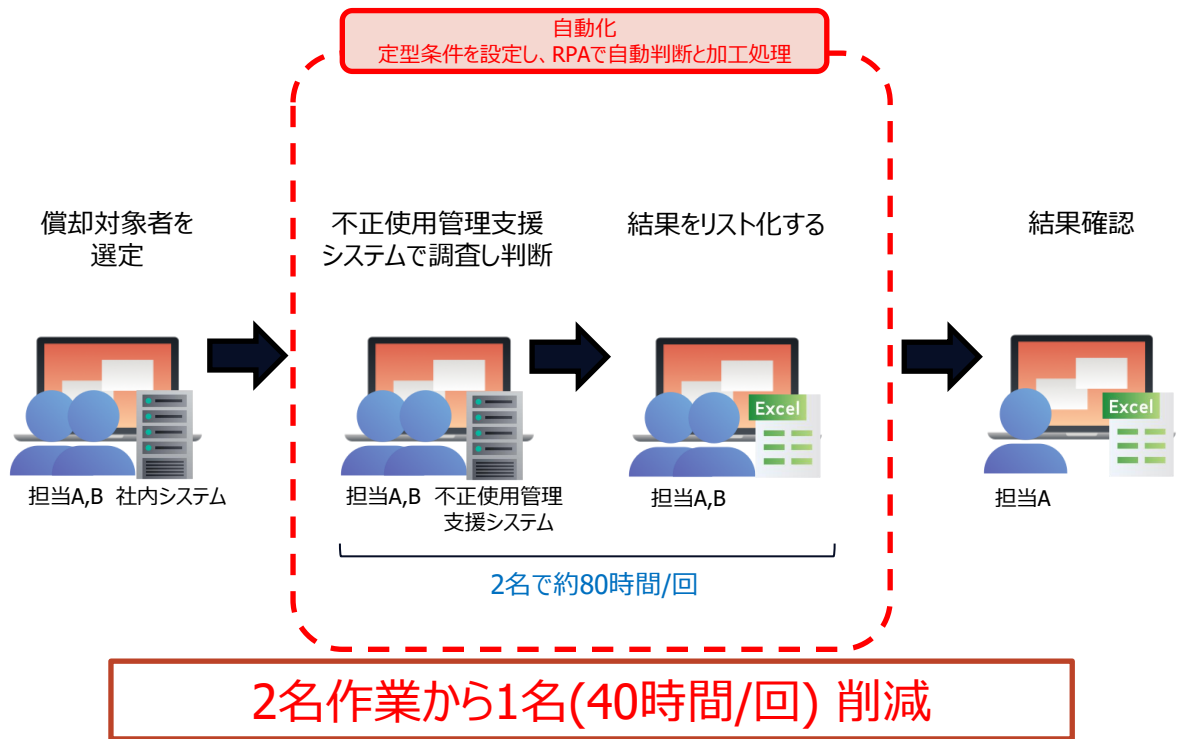 自動化
定型条件を設定し、RPAで自動判断と加工処理
償却対象者を
選定
不正使用管理支援
システムで調査し判断
結果をリスト化する
結果確認
Excel
Excel
担当A,B 社内システム
担当A,B 不正使用管理
支援システム
担当A,B
担当A
2名で約80時間/回
2名作業から1名(40時間/回) 削減